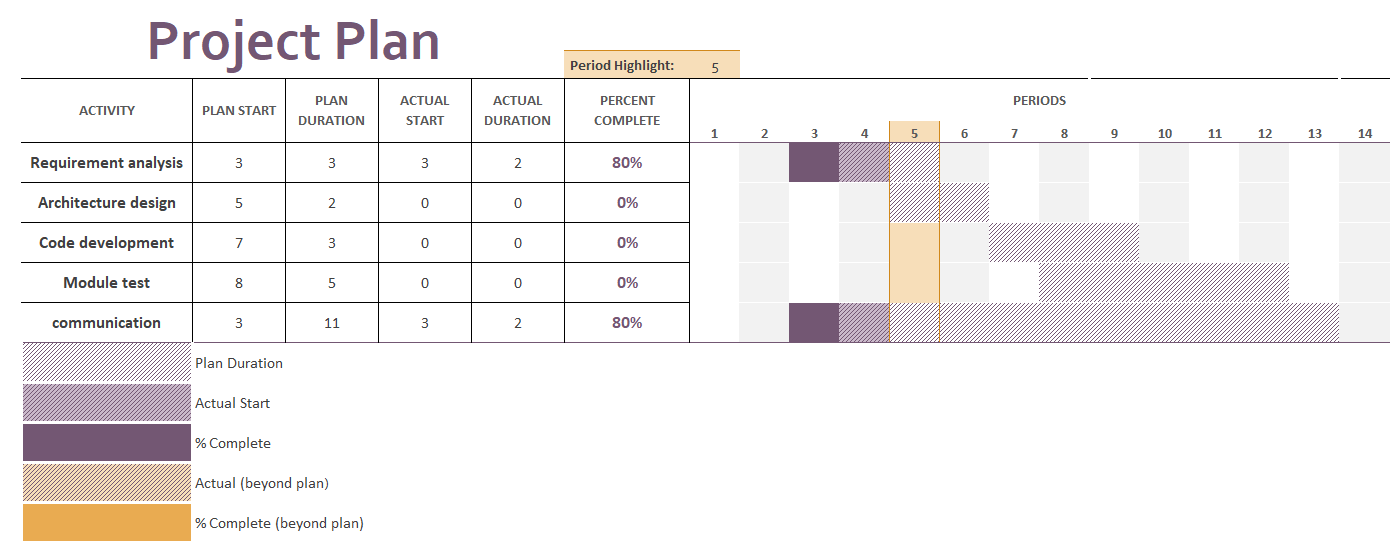 Project Plan
Period Highlight: 5
ACTIVITY PLAN START PLAN DURATION ACTUAL START ACTUAL DURATION PERCENT COMPLETE PERIODS
1 2 3 4 5 6 7 8 9 10 11 12 13 14
Requirement analysis 3 3 3 2 80%
Architecture design 5 2 0 0 0%
Code development 7 3 0 0 0%
Module test 8 5 0 0 0%
communication 3 11 3 2 80%
Plan Duration
Actual Start
% Complete
Actual (beyond plan)
% Complete (beyond plan)